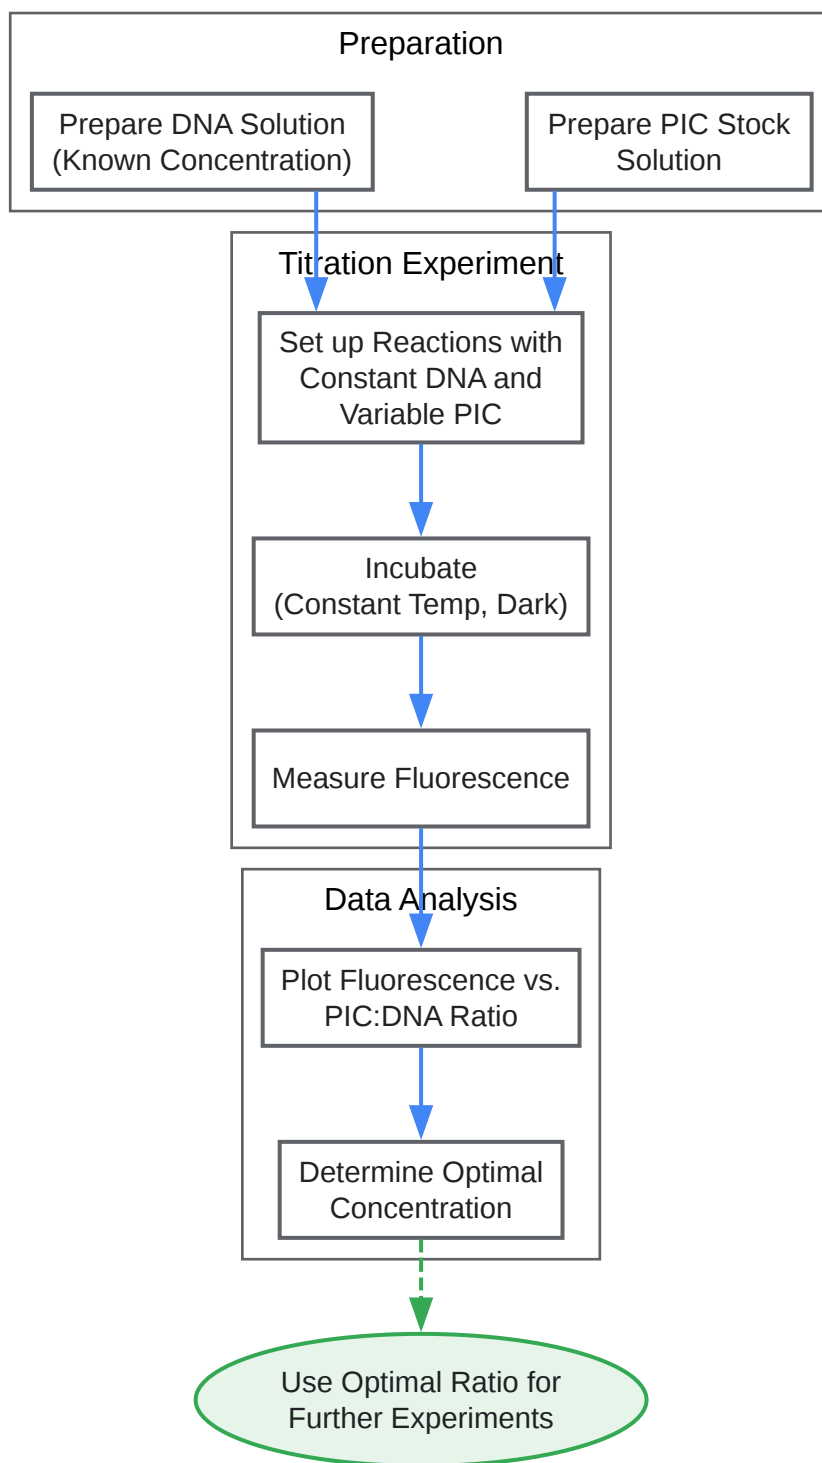 Preparation
Prepare DNA Solution
(Known Concentration)
Prepare PIC Stock
Solution
Titration Experiment
Set up Reactions with
Constant DNA and
Variable PIC
Incubate
(Constant Temp, Dark)
Measure Fluorescence
Data Analysis
Plot Fluorescence vs.
PIC:DNA Ratio
Determine Optimal
Concentration
Use Optimal Ratio for
Further Experiments